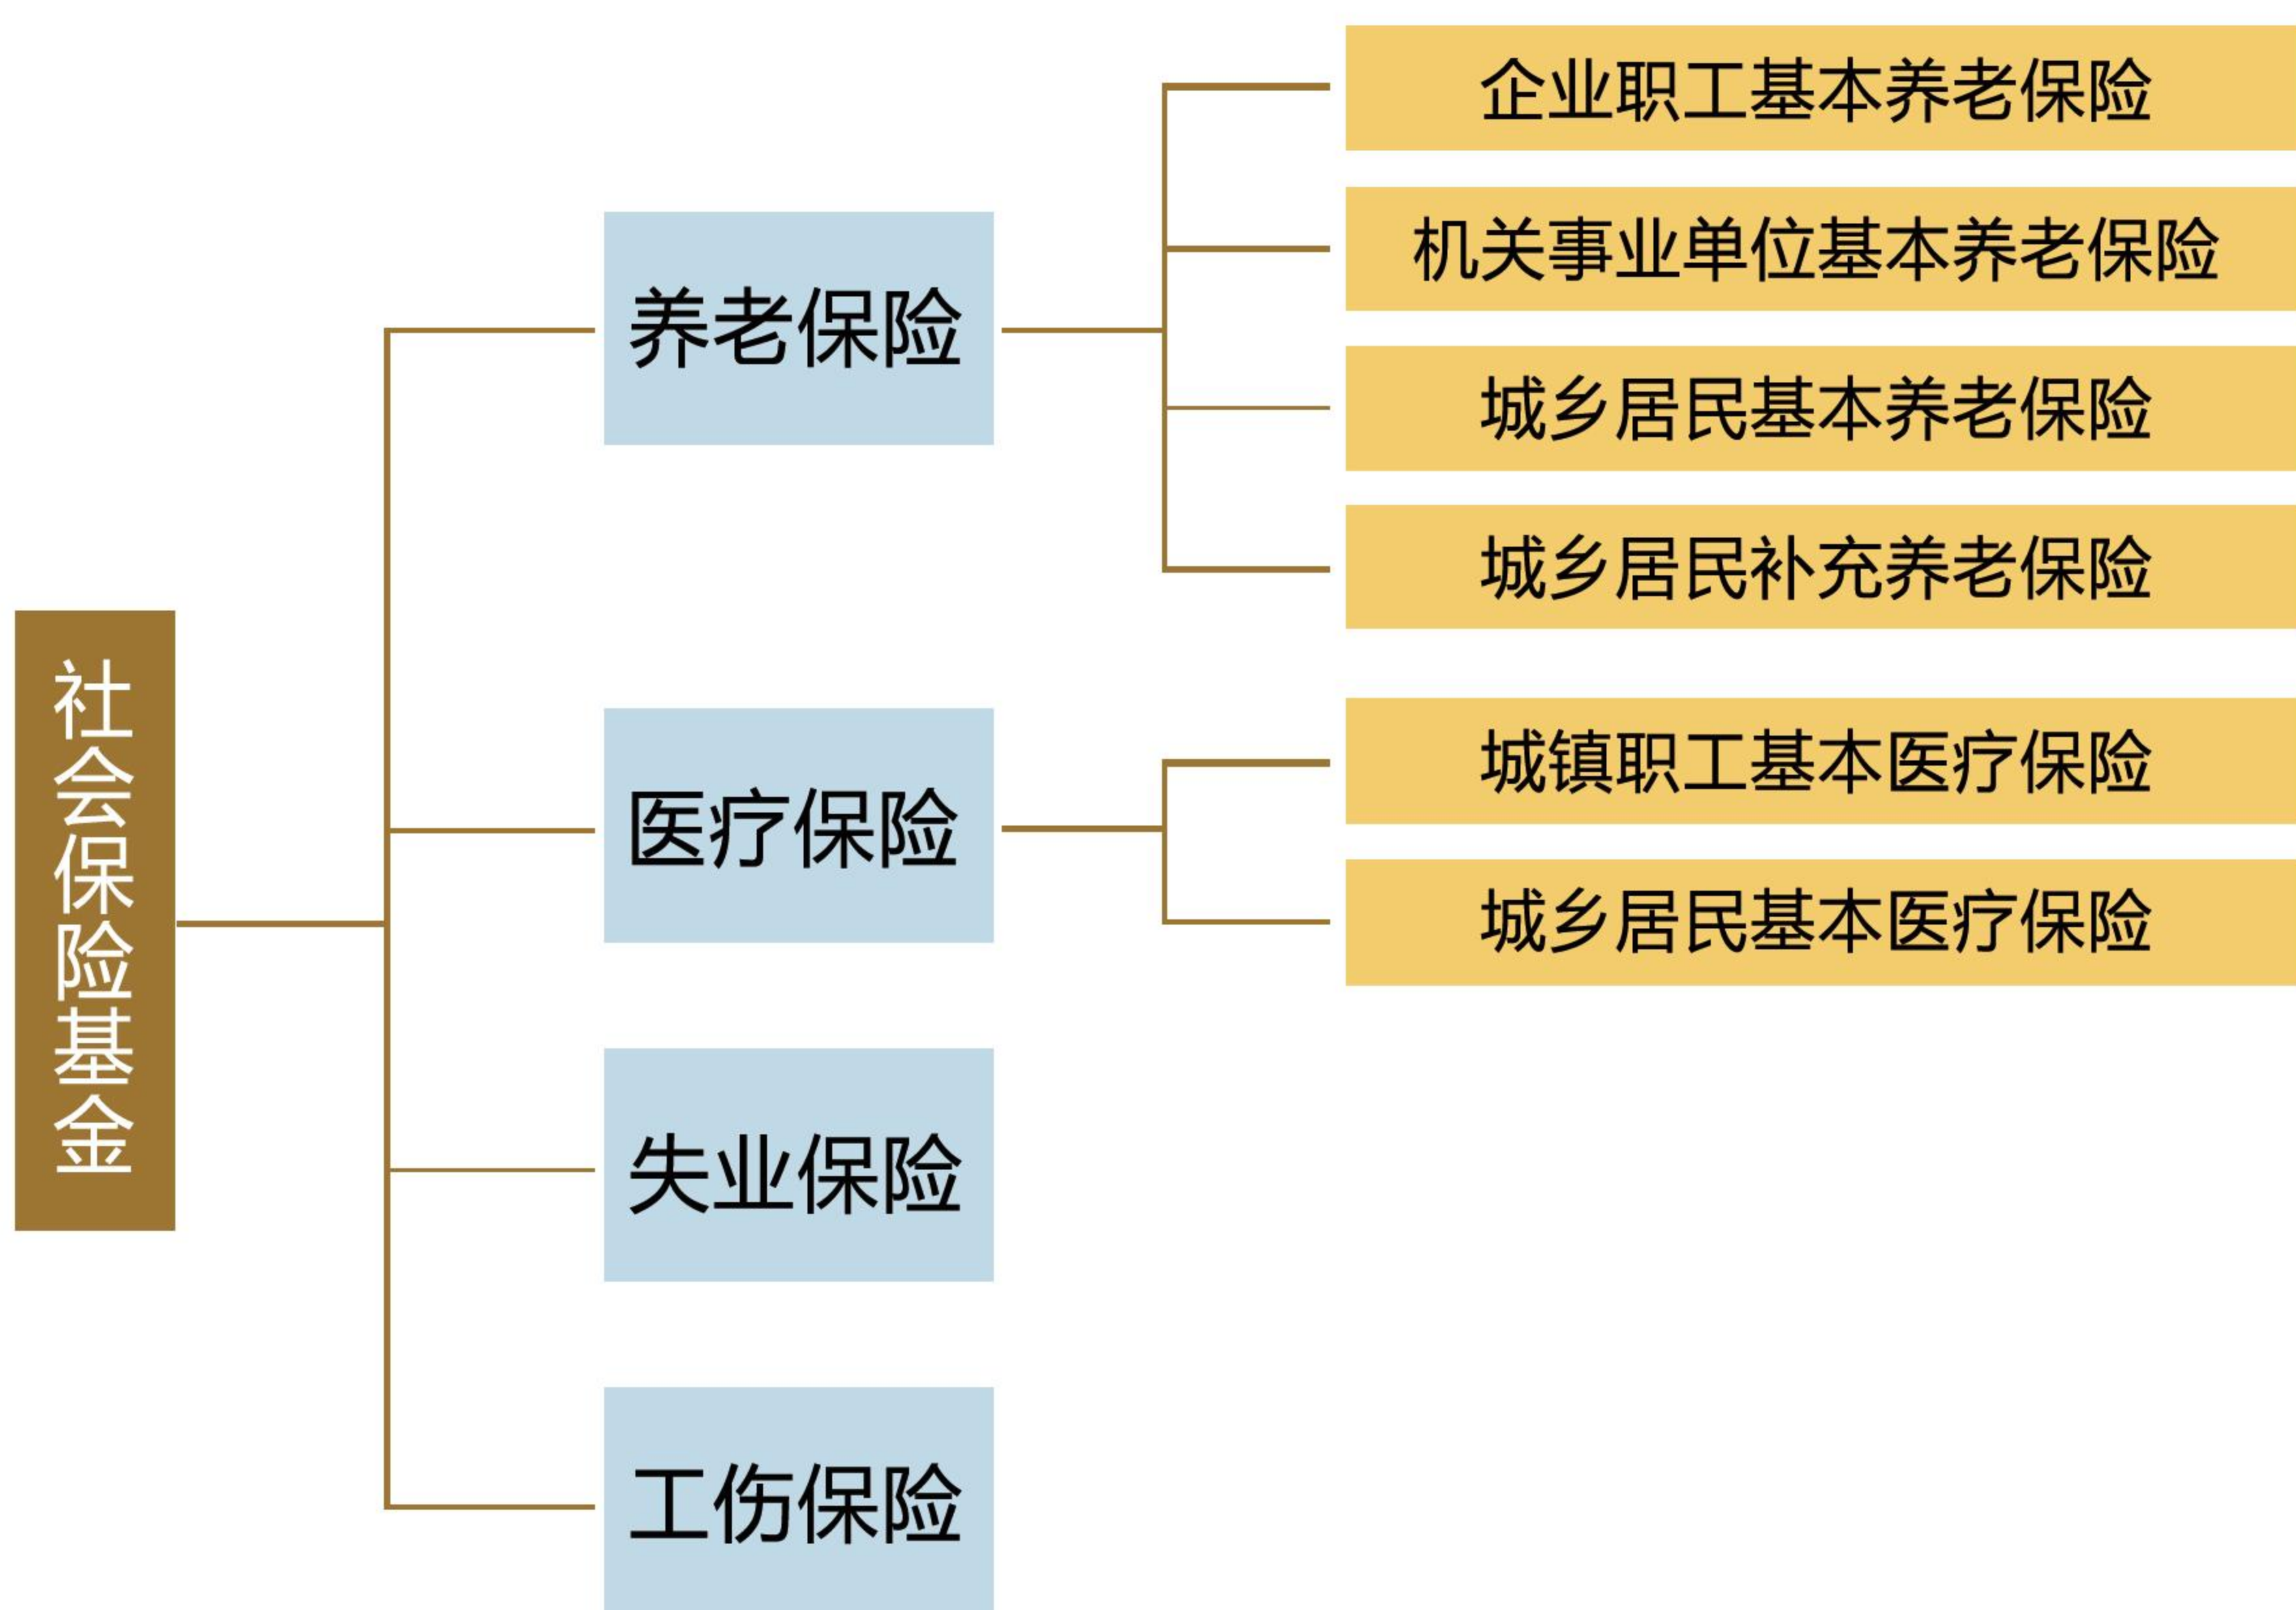 社会保险基金
养老保险
企业职工基本养老保险
机关事业单位基本养老保险
城乡居民基本养老保险
城乡居民补充养老保险
医疗保险
城镇职工基本医疗保险
城乡居民基本医疗保险
失业保险
工伤保险